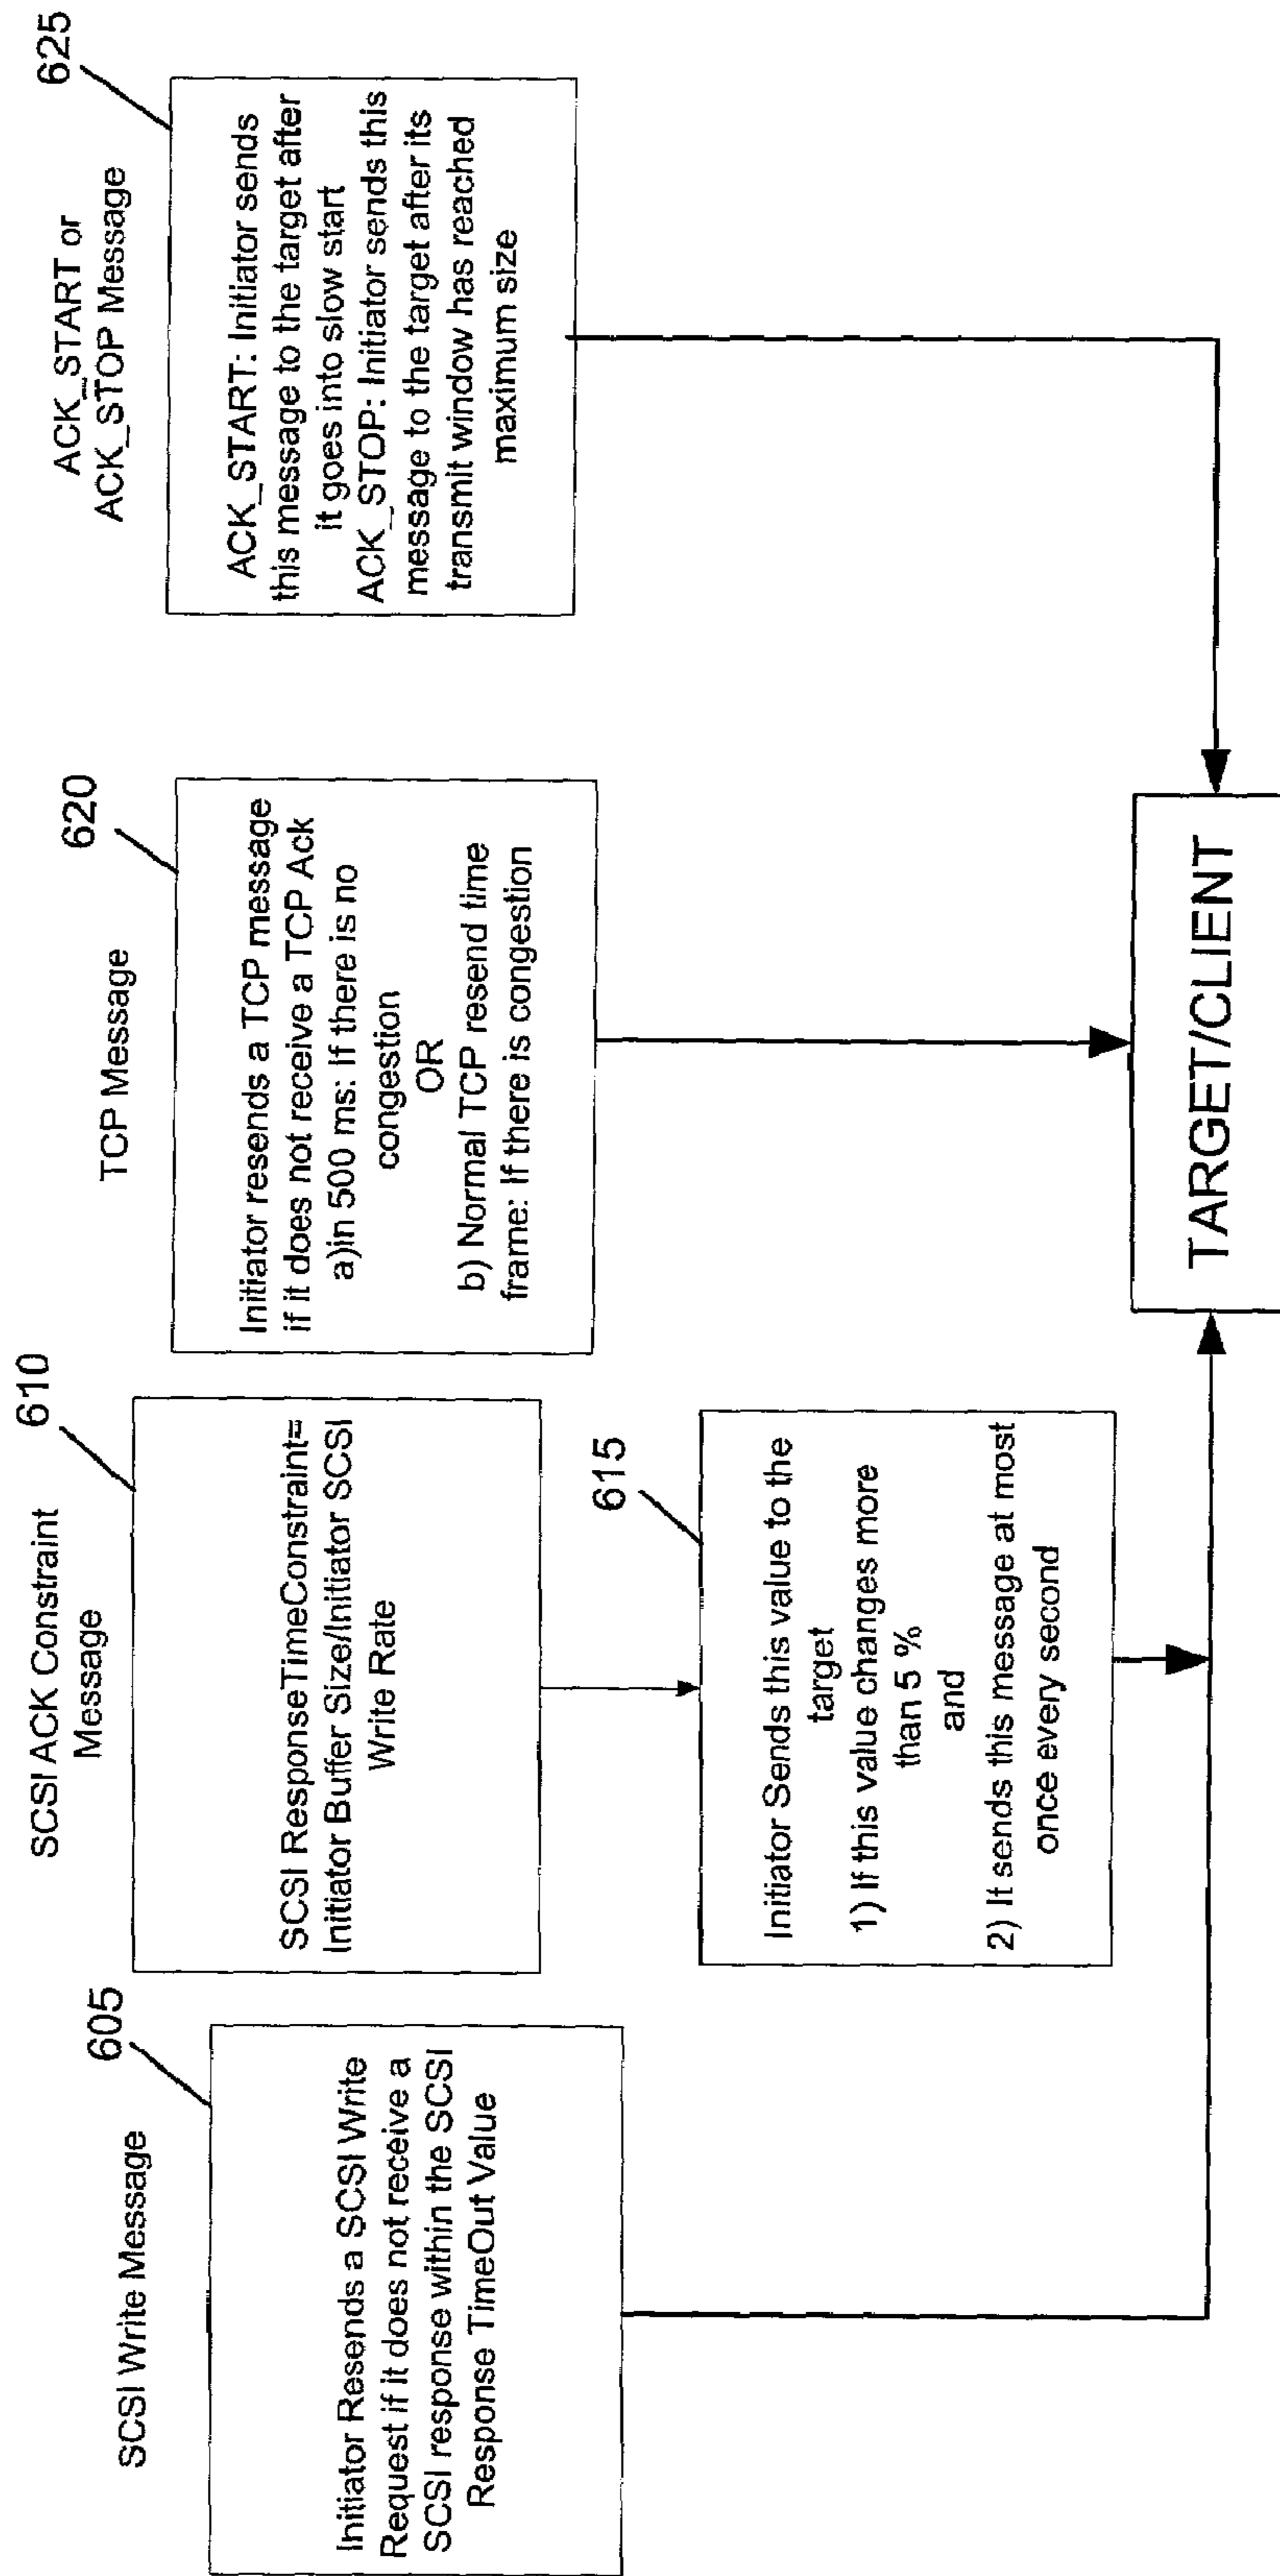 SCSI Write Message
605
Initiator Resends a SCSI Write
Request if it does not receive a
SCSI response within the SCSI
Response TimeOut Value
SCSI ACK Constraint
Message
610
SCSI ResponseTimeConstraint=
Initiator Buffer Size/Initiator SCSI
Write Rate
615
Initiator Sends this value to the
target
1) If this value changes more
than 5 %
and
2) It sends this message at most
once every second
TCP Message
620
Initiator resends a TCP message
if it does not receive a TCP Ack
a)in 500 ms: If there is no
congestion
OR
b) Normal TCP resend time
frame: If there is congestion
ACK_START or
ACK_STOP Message
625
ACK_START: Initiator sends
this message to the target after
it goes into slow start
ACK_STOP: Initiator sends this
message to the target after its
transmit window has reached
maximum size
TARGET/CLIENT